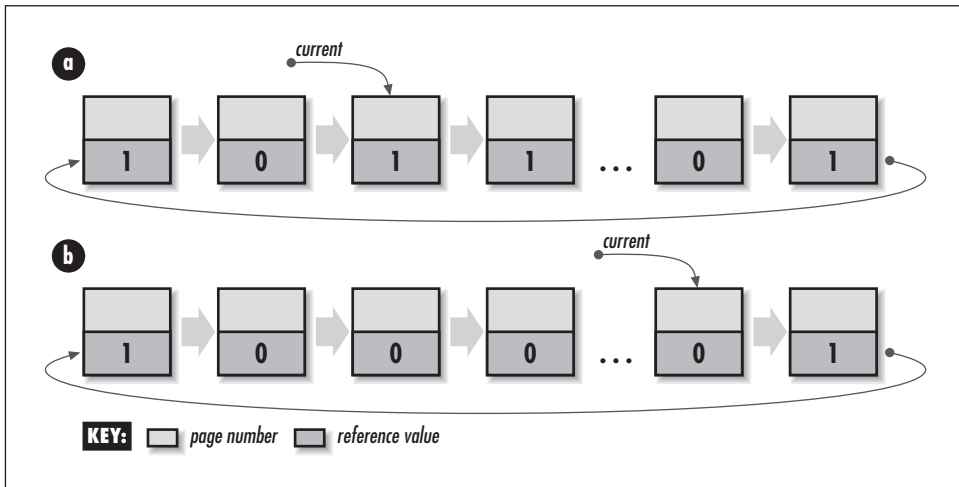 a
current
1 0 1 1 ... 0 1
b
current
1 0 0 0 ... 0 1
KEY: page number reference value